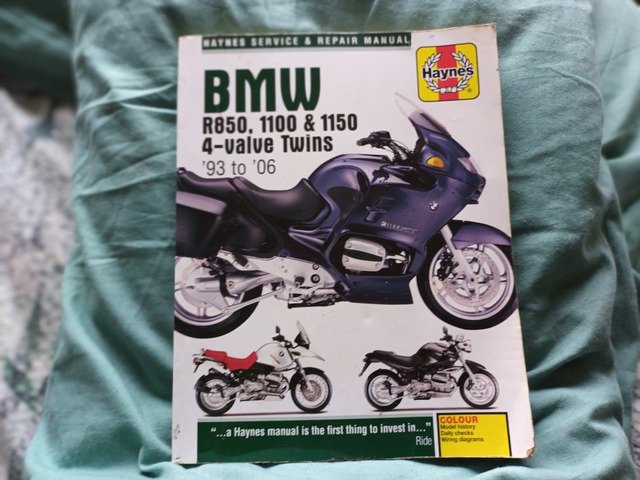 HAYNES SERVICE & REPAIR MANUAL
Haynes
BMW
R850, 1100 & 1150
4-valve Twins
'93 to '06
"...a Haynes manual is the first thing to invest in..."
Ride
COLOUR
Model history
Daily checks
Wiring diagrams